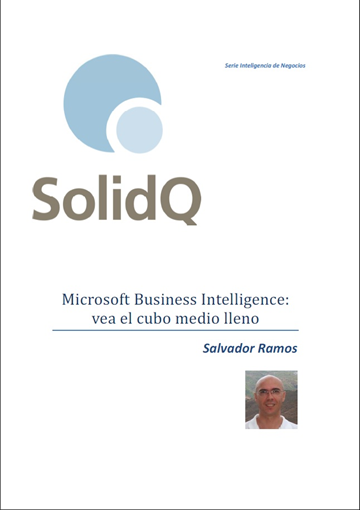 Serie Inteligencia de Negocios
SolidQ
Microsoft Business Intelligence:
vea el cubo medio lleno
Salvador Ramos